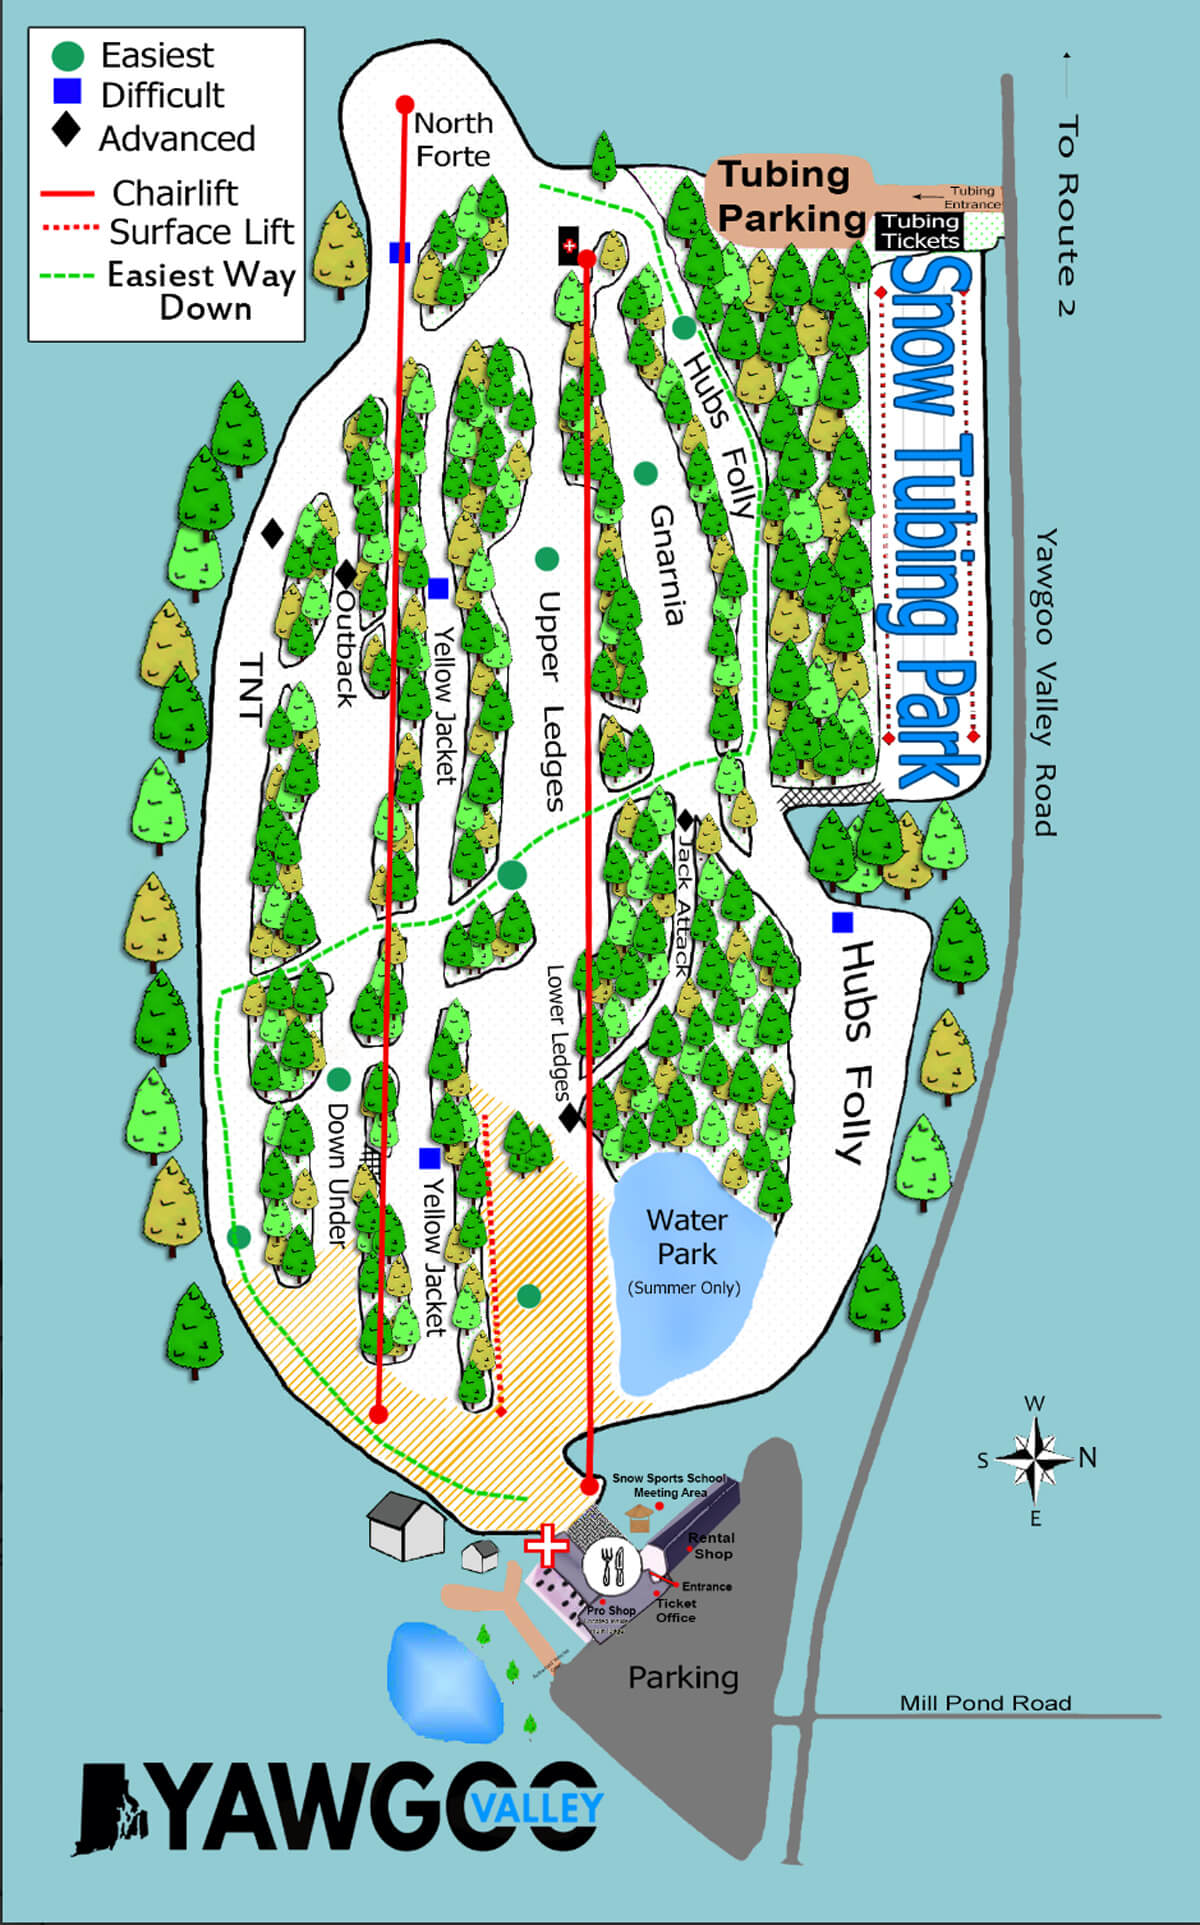 Easiest
Difficult
Advanced
Chairlift
Surface Lift
Easiest Way
Down
North
Forte
Tubing
Parking
Tubing
Entrance
Tubing
Tickets
To Route 2
Snow Tubing Park
Yawgoo Valley Road
Hubs Folly
Gnarnia
Upper Ledges
Yellow Jacket
Outback
TNT
Jack Attack
Lower Ledges
Hubs Folly
Down Under
Yellow Jacket
Water
Park
(Summer Only)
W
S
N
E
Snow Sports School
Meeting Area
Rental
Shop
Entrance
Ticket
Office
Pro Shop
Parking
Mill Pond Road
YAWGOO
VALLEY